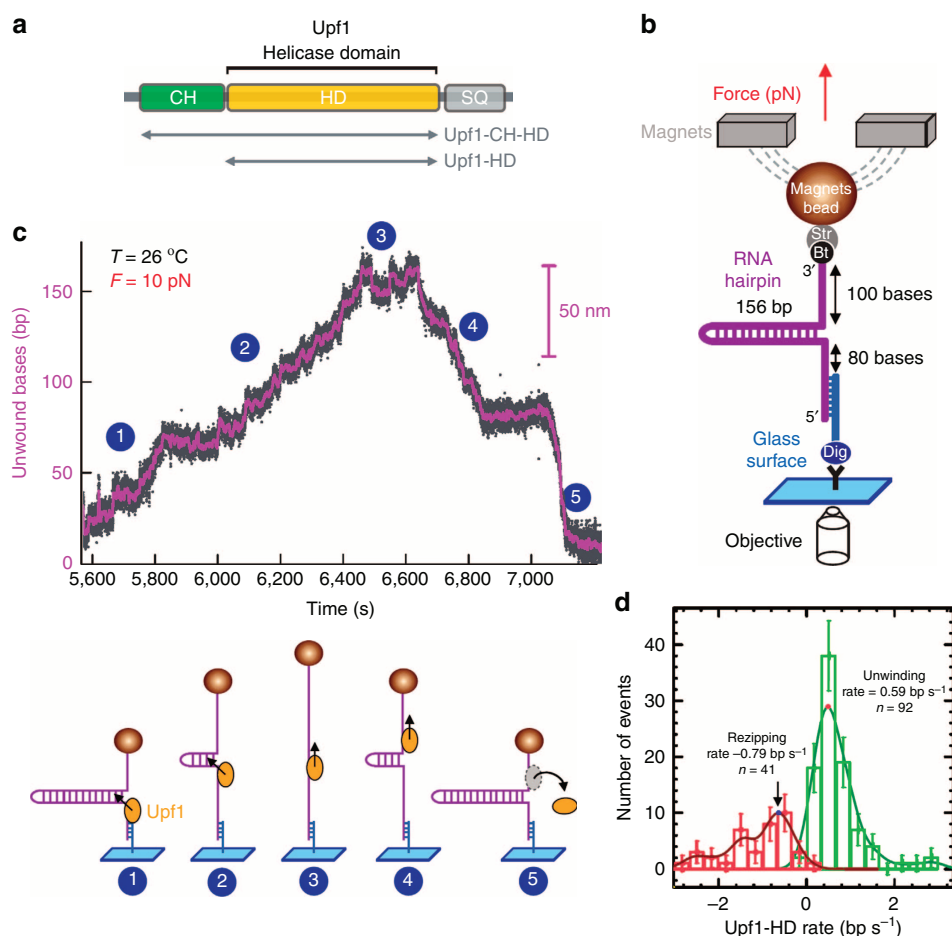 a
Upf1
Helicase domain
CH
HD
SQ
Upf1-CH-HD
Upf1-HD
b
Force (pN)
Magnets
Magnets
bead
Str
Bt
3′
RNA
hairpin
156 bp
100 bases
80 bases
5′
Glass
surface
Dig
Objective
c
T = 26 °C
F = 10 pN
Unwound bases (bp)
150
100
50
0
50 nm
1
2
3
4
5
5,600
5,800
6,000
6,200
6,400
6,600
6,800
7,000
Time (s)
Upf1
1
2
3
4
5
d
Number of events
40
30
20
10
0
Unwinding
rate = 0.59 bp s⁻¹
n = 92
Rezipping
rate –0.79 bp s⁻¹
n = 41
−2
0
2
Upf1-HD rate (bp s⁻¹)